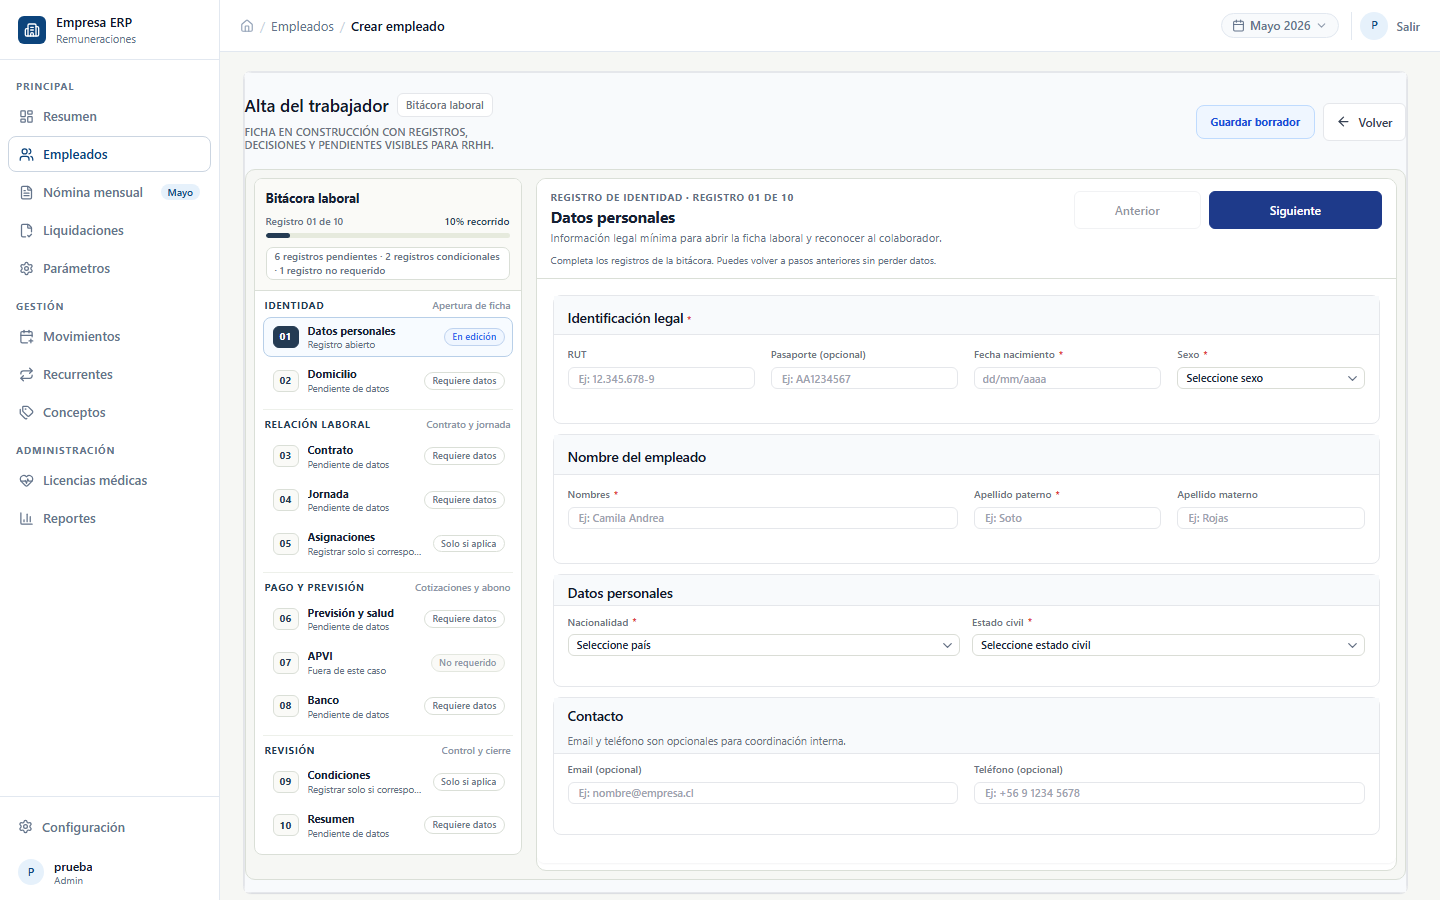 Empresa ERP
Remuneraciones
PRINCIPAL
Resumen
Empleados
Nómina mensual
Mayo
Liquidaciones
Parámetros
GESTIÓN
Movimientos
Recurrentes
Conceptos
ADMINISTRACIÓN
Licencias médicas
Reportes
Configuración
P
prueba
Admin
/ Empleados / Crear empleado
Mayo 2026
P
Salir
Alta del trabajador
Bitácora laboral
FICHA EN CONSTRUCCIÓN CON REGISTROS,
DECISIONES Y PENDIENTES VISIBLES PARA RRHH.
Guardar borrador
Volver
Bitácora laboral
Registro 01 de 10
10% recorrido
6 registros pendientes · 2 registros condicionales
· 1 registro no requerido
IDENTIDAD
Apertura de ficha
01
Datos personales
Registro abierto
En edición
02
Domicilio
Pendiente de datos
Requiere datos
RELACIÓN LABORAL
Contrato y jornada
03
Contrato
Pendiente de datos
Requiere datos
04
Jornada
Pendiente de datos
Requiere datos
05
Asignaciones
Registrar solo si correspo...
Solo si aplica
PAGO Y PREVISIÓN
Cotizaciones y abono
06
Previsión y salud
Pendiente de datos
Requiere datos
07
APVI
Fuera de este caso
No requerido
08
Banco
Pendiente de datos
Requiere datos
REVISIÓN
Control y cierre
09
Condiciones
Registrar solo si correspo...
Solo si aplica
10
Resumen
Pendiente de datos
Requiere datos
REGISTRO DE IDENTIDAD · REGISTRO 01 DE 10
Datos personales
Información legal mínima para abrir la ficha laboral y reconocer al colaborador.
Completa los registros de la bitácora. Puedes volver a pasos anteriores sin perder datos.
Anterior
Siguiente
Identificación legal *
RUT
Ej: 12.345.678-9
Pasaporte (opcional)
Ej: AA1234567
Fecha nacimiento *
dd/mm/aaaa
Sexo *
Seleccione sexo
Nombre del empleado
Nombres *
Ej: Camila Andrea
Apellido paterno *
Ej: Soto
Apellido materno
Ej: Rojas
Datos personales
Nacionalidad *
Seleccione país
Estado civil *
Seleccione estado civil
Contacto
Email y teléfono son opcionales para coordinación interna.
Email (opcional)
Ej: nombre@empresa.cl
Teléfono (opcional)
Ej: +56 9 1234 5678